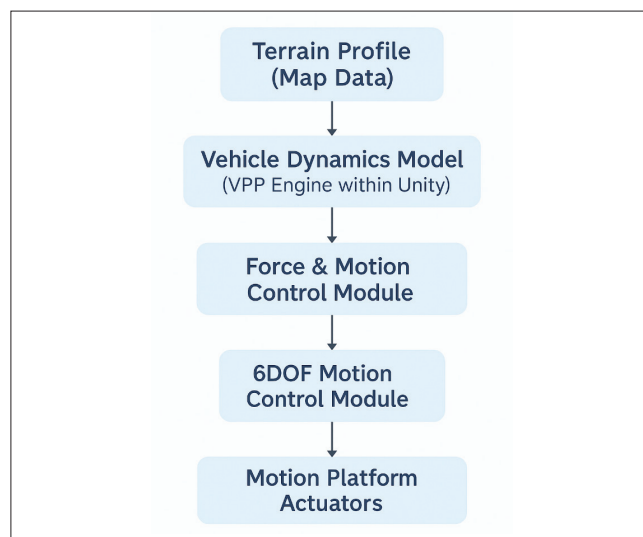 Terrain Profile
(Map Data)
Vehicle Dynamics Model
(VPP Engine within Unity)
Force & Motion
Control Module
6DOF Motion
Control Module
Motion Platform
Actuators